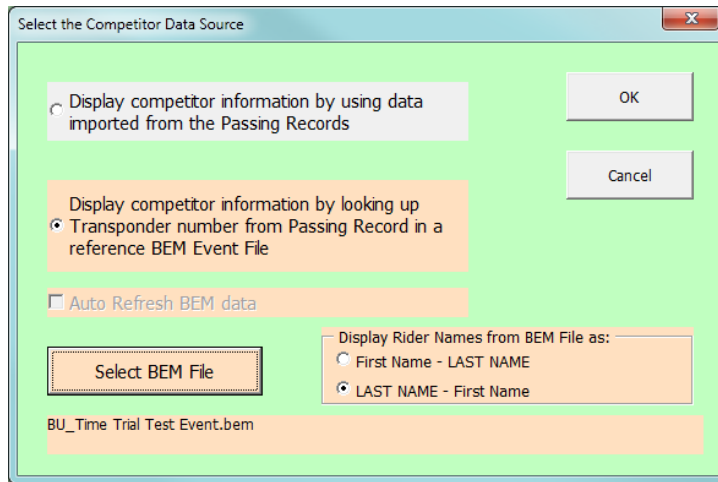 Select the Competitor Data Source
Display competitor information by using data
imported from the Passing Records
OK
Cancel
Display competitor information by looking up
Transponder number from Passing Record in a
reference BEM Event File
Auto Refresh BEM data
Select BEM File
Display Rider Names from BEM File as:
First Name - LAST NAME
LAST NAME - First Name
BU_Time Trial Test Event.bem